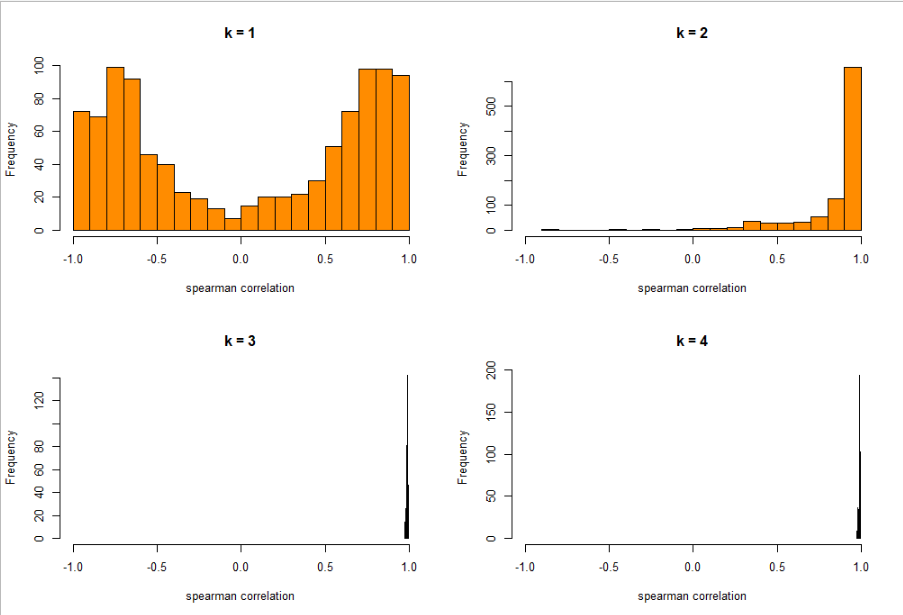 k = 1
Frequency
0 20 40 60 80 100
-1.0 -0.5 0.0 0.5 1.0
spearman correlation
k = 2
Frequency
0 100 300 500
-1.0 -0.5 0.0 0.5 1.0
spearman correlation
k = 3
Frequency
0 20 40 60 80 120
-1.0 -0.5 0.0 0.5 1.0
spearman correlation
k = 4
Frequency
0 50 100 150 200
-1.0 -0.5 0.0 0.5 1.0
spearman correlation